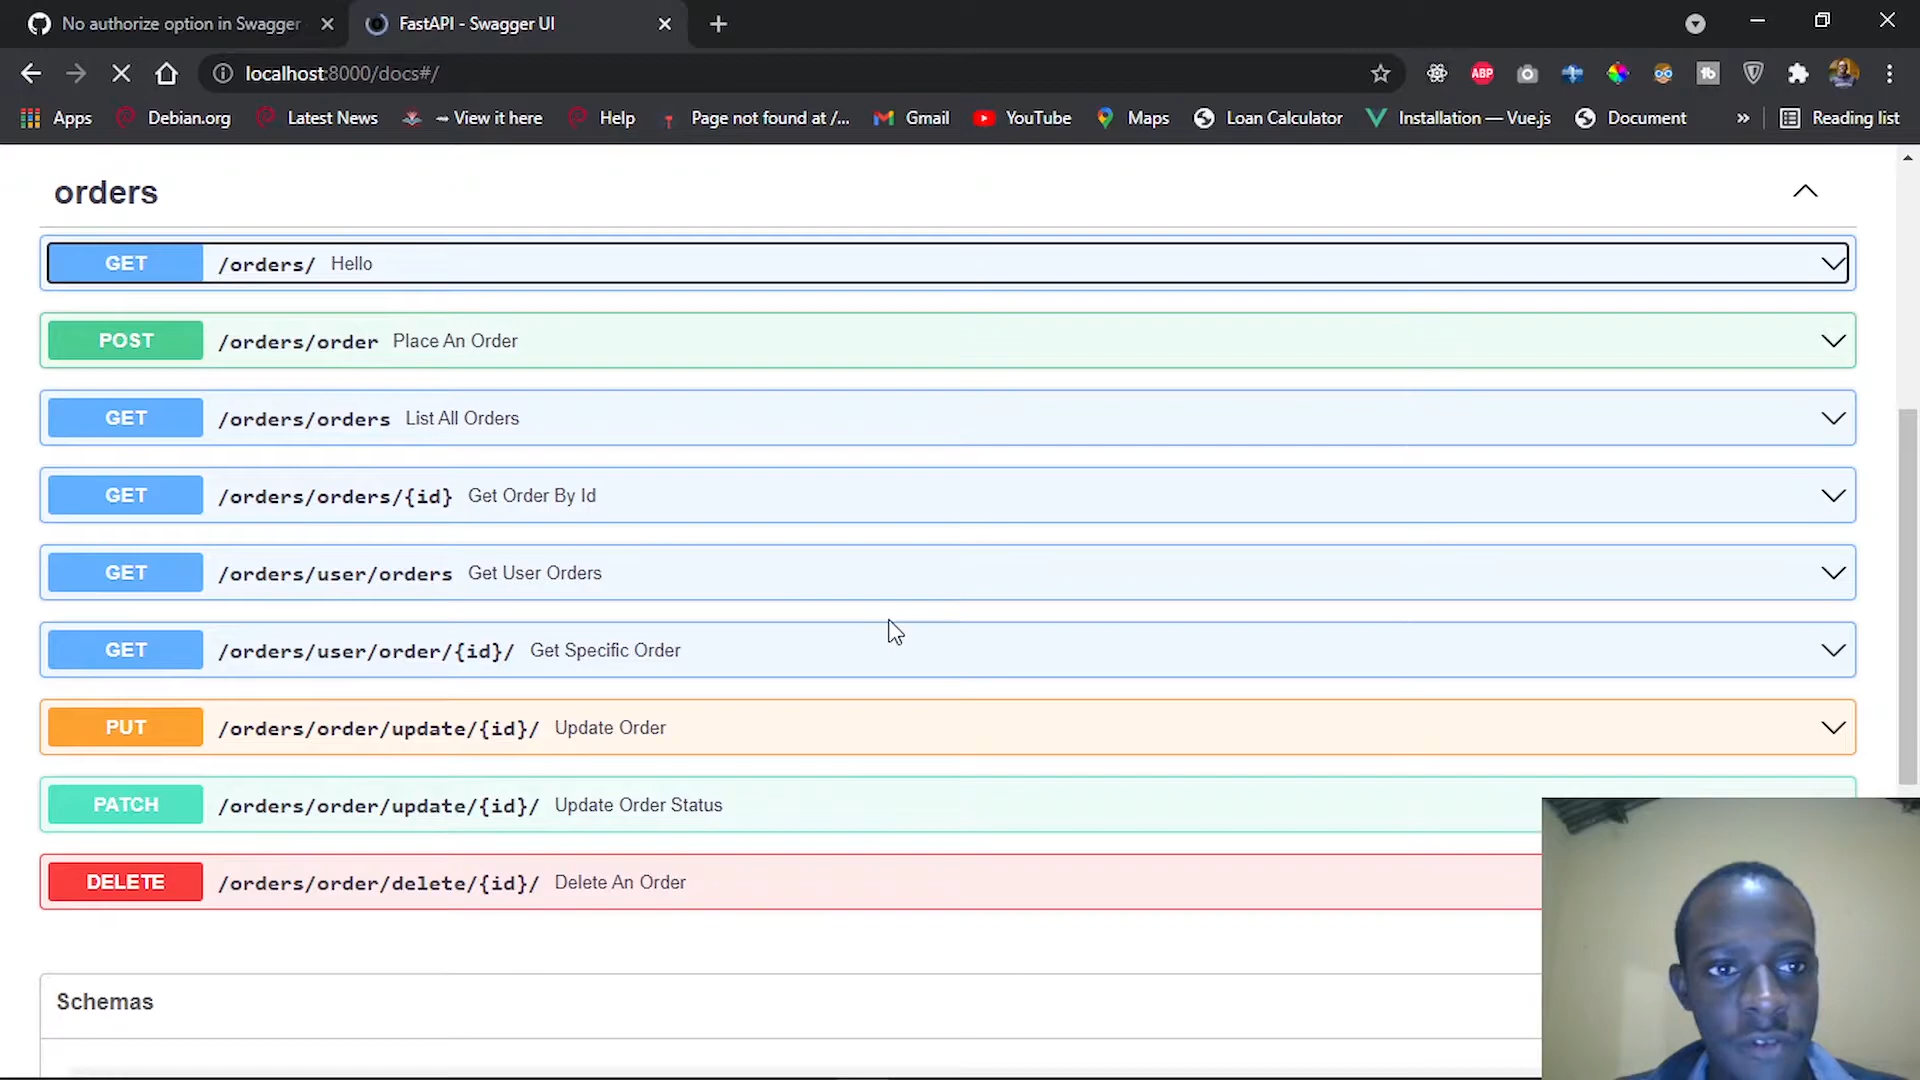 No authorize option in Swagger
FastAPI - Swagger UI
localhost:8000/docs#/
ABP
Apps
Debian.org
Latest News
View it here
Help
Page not found at /...
Gmail
YouTube
Maps
Loan Calculator
Installation — Vue.js
Document
»
Reading list
orders
GET /orders/ Hello
POST /orders/order Place An Order
GET /orders/orders List All Orders
GET /orders/orders/{id} Get Order By Id
GET /orders/user/orders Get User Orders
GET /orders/user/order/{id}/ Get Specific Order
PUT /orders/order/update/{id}/ Update Order
PATCH /orders/order/update/{id}/ Update Order Status
DELETE /orders/order/delete/{id}/ Delete An Order
Schemas